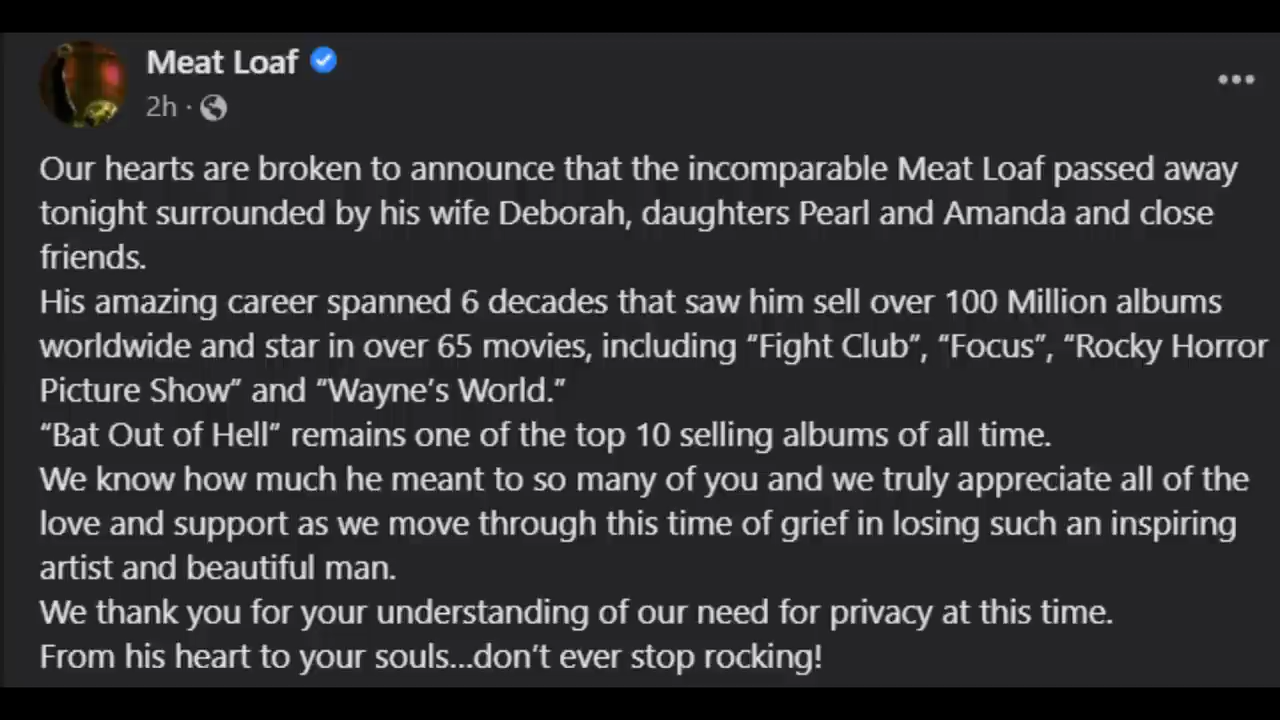 Meat Loaf
2h ·
Our hearts are broken to announce that the incomparable Meat Loaf passed away
tonight surrounded by his wife Deborah, daughters Pearl and Amanda and close
friends.
His amazing career spanned 6 decades that saw him sell over 100 Million albums
worldwide and star in over 65 movies, including “Fight Club”, “Focus”, “Rocky Horror
Picture Show” and “Wayne’s World.”
“Bat Out of Hell” remains one of the top 10 selling albums of all time.
We know how much he meant to so many of you and we truly appreciate all of the
love and support as we move through this time of grief in losing such an inspiring
artist and beautiful man.
We thank you for your understanding of our need for privacy at this time.
From his heart to your souls...don’t ever stop rocking!